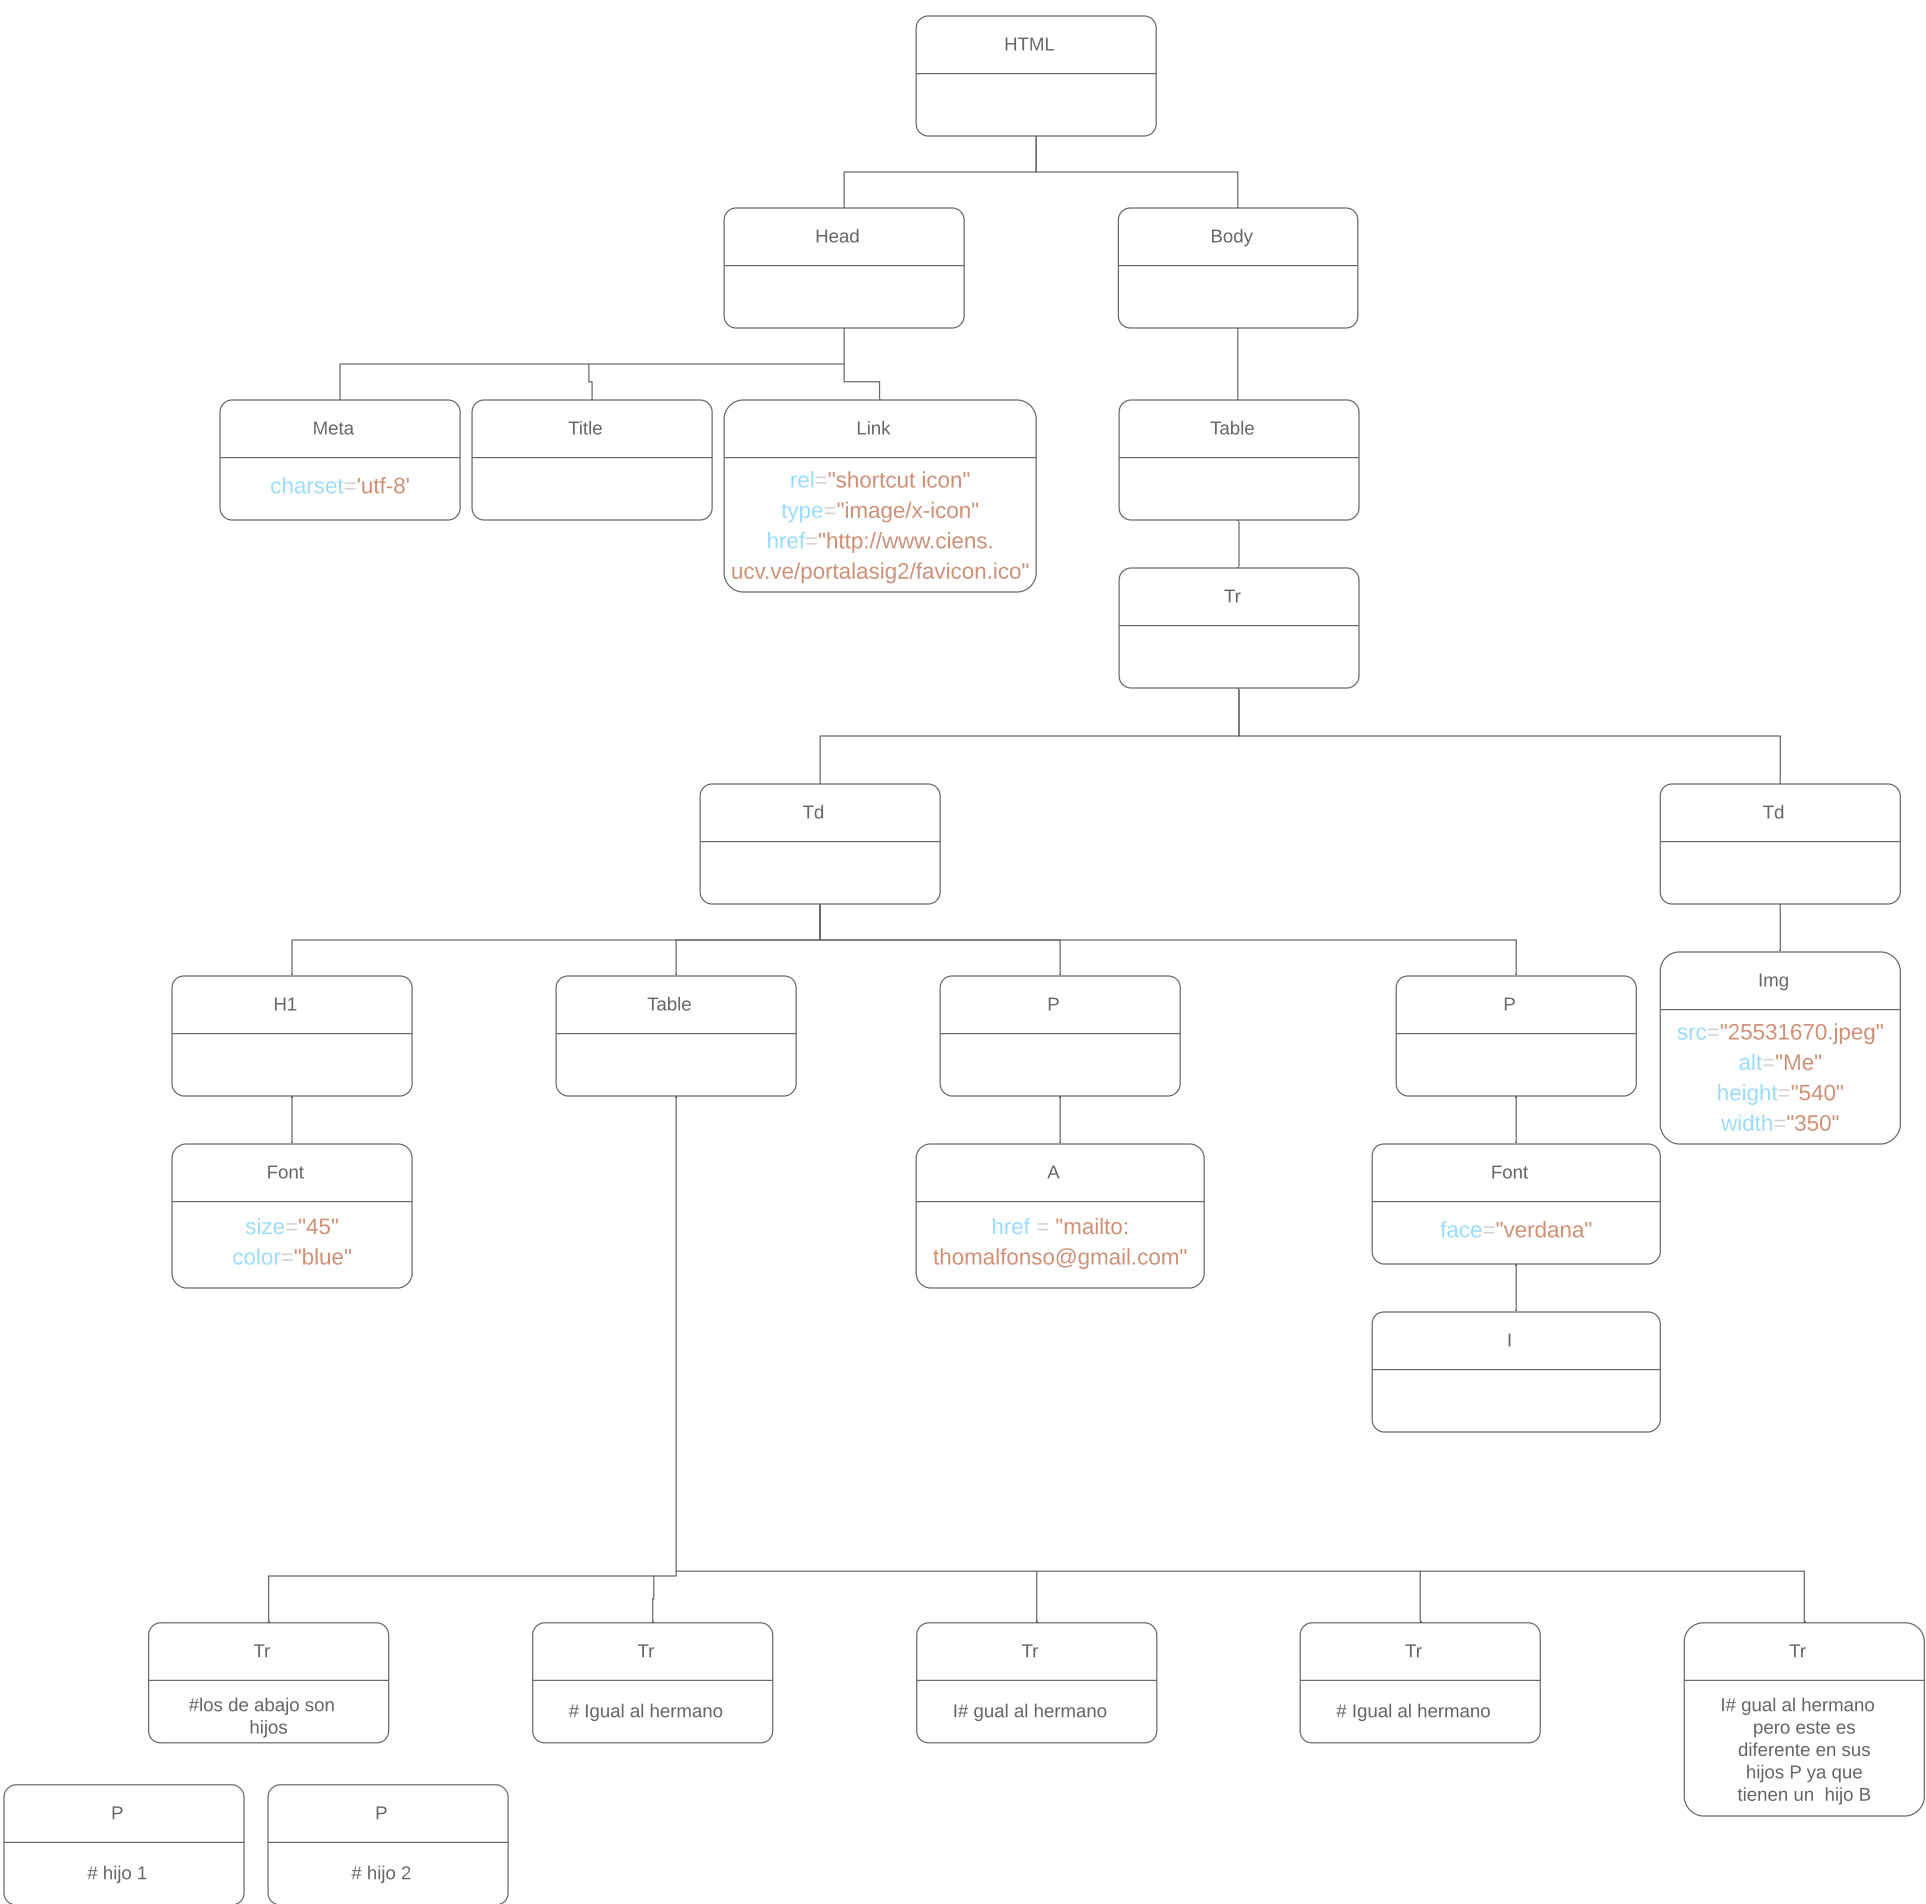 HTML
Head
Body
Meta
charset='utf-8'
Title
Link
rel="shortcut icon"
type="image/x-icon"
href="http://www.ciens.
ucv.ve/portalasig2/favicon.ico"
Table
Tr
Td
Td
H1
Table
P
P
Img
src="25531670.jpeg"
alt="Me"
height="540"
width="350"
Font
size="45"
color="blue"
A
href = "mailto:
thomalfonso@gmail.com"
Font
face="verdana"
I
Tr
#los de abajo son
hijos
Tr
# Igual al hermano
Tr
I# gual al hermano
Tr
# Igual al hermano
Tr
I# gual al hermano
pero este es
diferente en sus
hijos P ya que
tienen un  hijo B
P
# hijo 1
P
# hijo 2